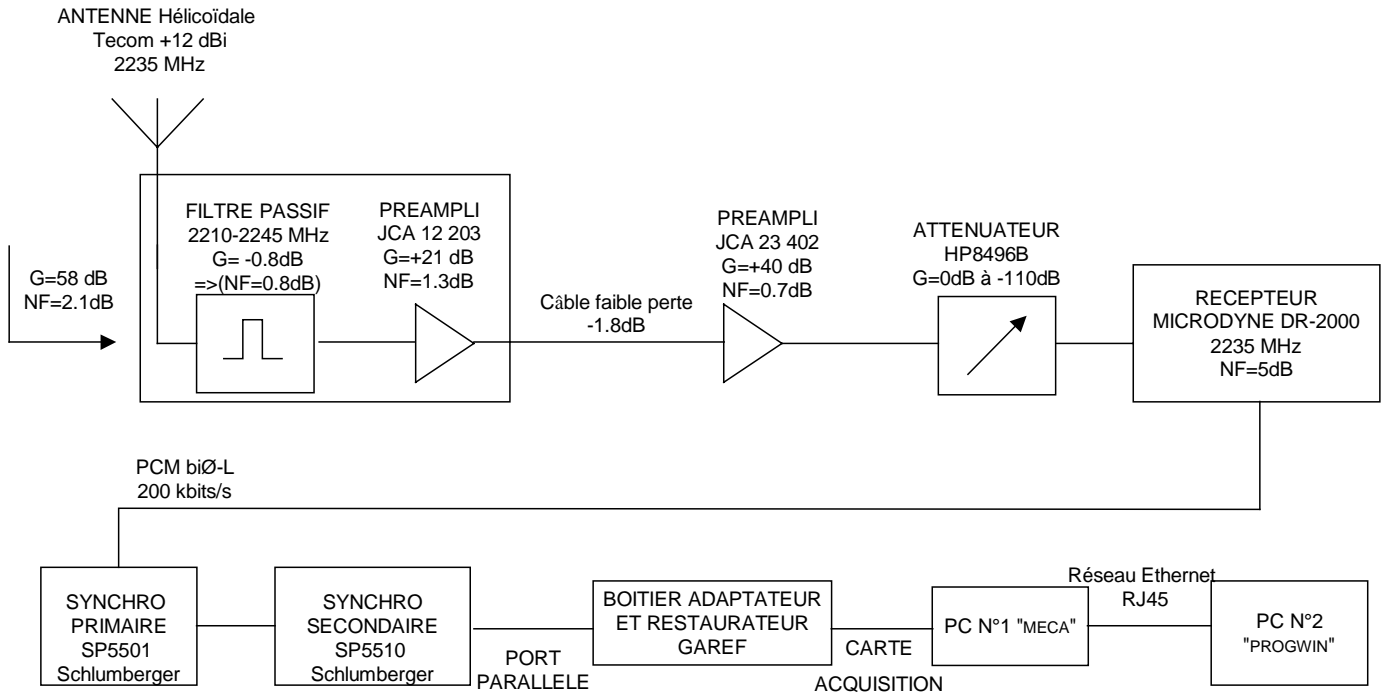 ANTENNE Hélicoïdale
Tecom +12 dBi
2235 MHz
G=58 dB
NF=2.1dB
FILTRE PASSIF
2210-2245 MHz
G= -0.8dB
=>(NF=0.8dB)
PREAMPLI
JCA 12 203
G=+21 dB
NF=1.3dB
Câble faible perte
-1.8dB
PREAMPLI
JCA 23 402
G=+40 dB
NF=0.7dB
ATTENUATEUR
HP8496B
G=0dB à -110dB
RECEPTEUR
MICRODYNE DR-2000
2235 MHz
NF=5dB
PCM biØ-L
200 kbits/s
SYNCHRO
PRIMAIRE
SP5501
Schlumberger
SYNCHRO
SECONDAIRE
SP5510
Schlumberger
PORT
PARALLELE
BOITIER ADAPTATEUR
ET RESTAURATEUR
GAREF
CARTE
ACQUISITION
PC N°1 "MECA"
Réseau Ethernet
RJ45
PC N°2
"PROGWIN"